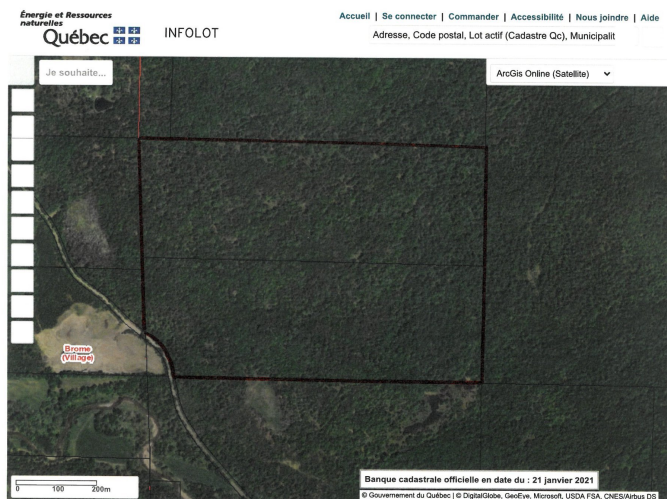 Énergie et Ressources
naturelles
Québec
INFOLOT
Accueil | Se connecter | Commander | Accessibilité | Nous joindre | Aide
Adresse, Code postal, Lot actif (Cadastre Qc), Municipalit
Je souhaite...
ArcGis Online (Satellite)
Brome
(Village)
0 100 200m
Banque cadastrale officielle en date du : 21 janvier 2021
© Gouvernement du Québec | © DigitalGlobe, GeoEye, Microsoft, USDA FSA, CNES/Airbus DS